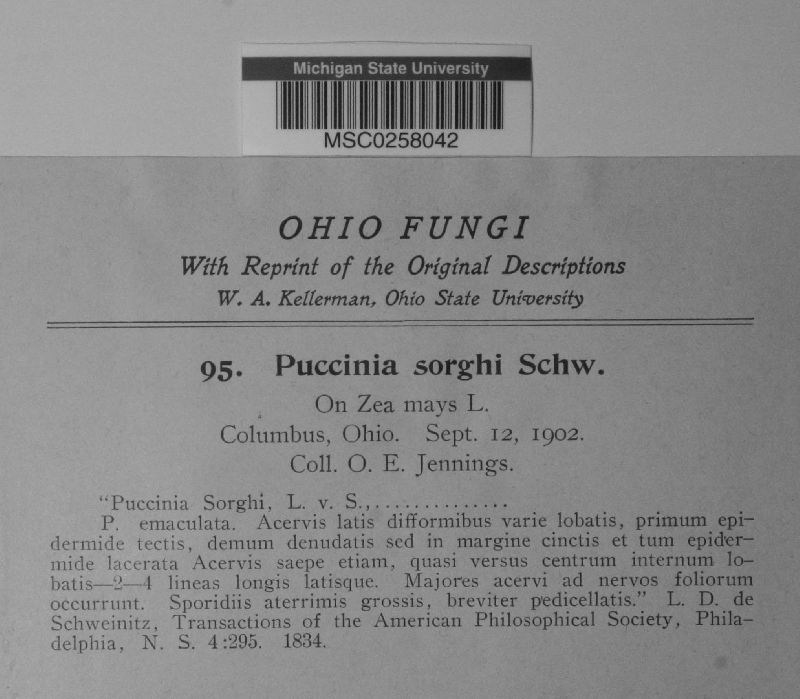 Michigan State University
MSC0258042
OHIO FUNGI
With Reprint of the Original Descriptions
W. A. Kellerman, Ohio State University
95. Puccinia sorghi Schw.
On Zea mays L.
Columbus, Ohio. Sept. 12, 1902.
Coll. O. E. Jennings.
"Puccinia Sorghi, L. v. S.,..............
P. emaculata. Acervis latis difformibus varie lobatis, primum epi-
dermide tectis, demum denudatis sed in margine cinctis et tum epider-
mide lacerata Acervis saepe etiam, quasi versus centrum internum lo-
batis—2—4 lineas longis latisque. Majores acervi ad nervos foliorum
occurrunt. Sporidiis aterrimis grossis, breviter pedicellatis." L. D. de
Schweinitz, Transactions of the American Philosophical Society, Phila-
delphia, N. S. 4:295. 1834.